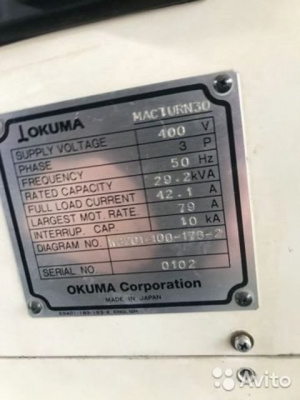 OKUMA MACTURN30
SUPPLY VOLTAGE 400 V
PHASE 3 P
FREQUENCY 50 Hz
RATED CAPACITY 29.2 kVA
FULL LOAD CURRENT 42.1 A
LARGEST MOT. RATE 79 A
INTERRUP. CAP 10 kA
DIAGRAM NO.
SERIAL NO. 0102
OKUMA Corporation
MADE IN JAPAN
Avito